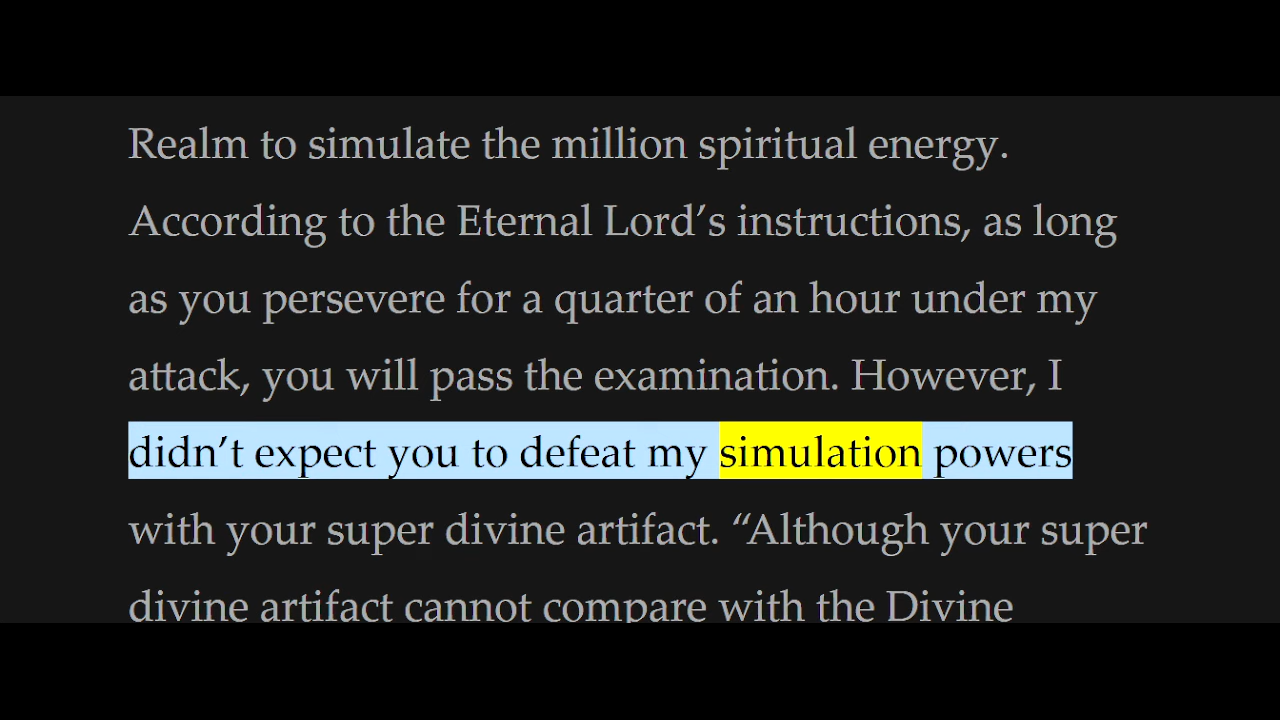 Realm to simulate the million spiritual energy.
According to the Eternal Lord’s instructions, as long
as you persevere for a quarter of an hour under my
attack, you will pass the examination. However, I
didn’t expect you to defeat my simulation powers
with your super divine artifact. “Although your super
divine artifact cannot compare with the Divine